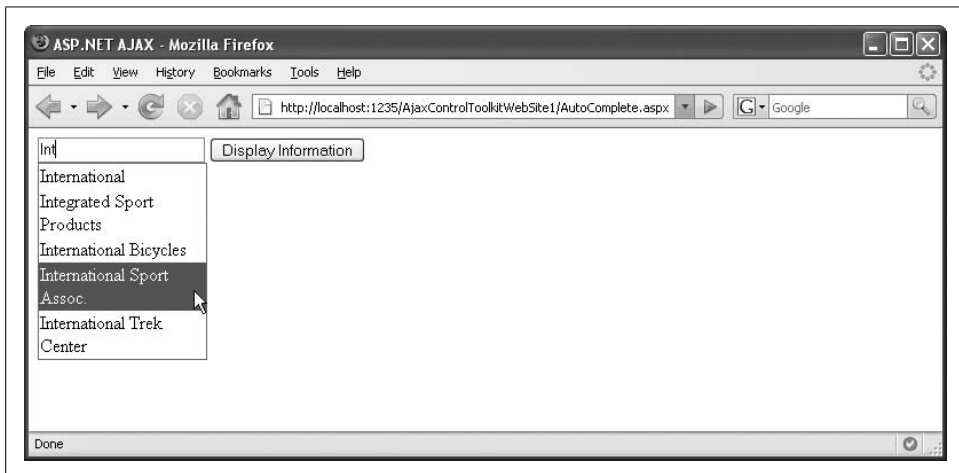 ASP.NET AJAX - Mozilla Firefox
File Edit View History Bookmarks Tools Help
http://localhost:1235/AjaxControlToolkitWebSite1/AutoComplete.aspx G Google
Int Display Information
International
Integrated Sport
Products
International Bicycles
International Sport
Assoc.
International Trek
Center
Done